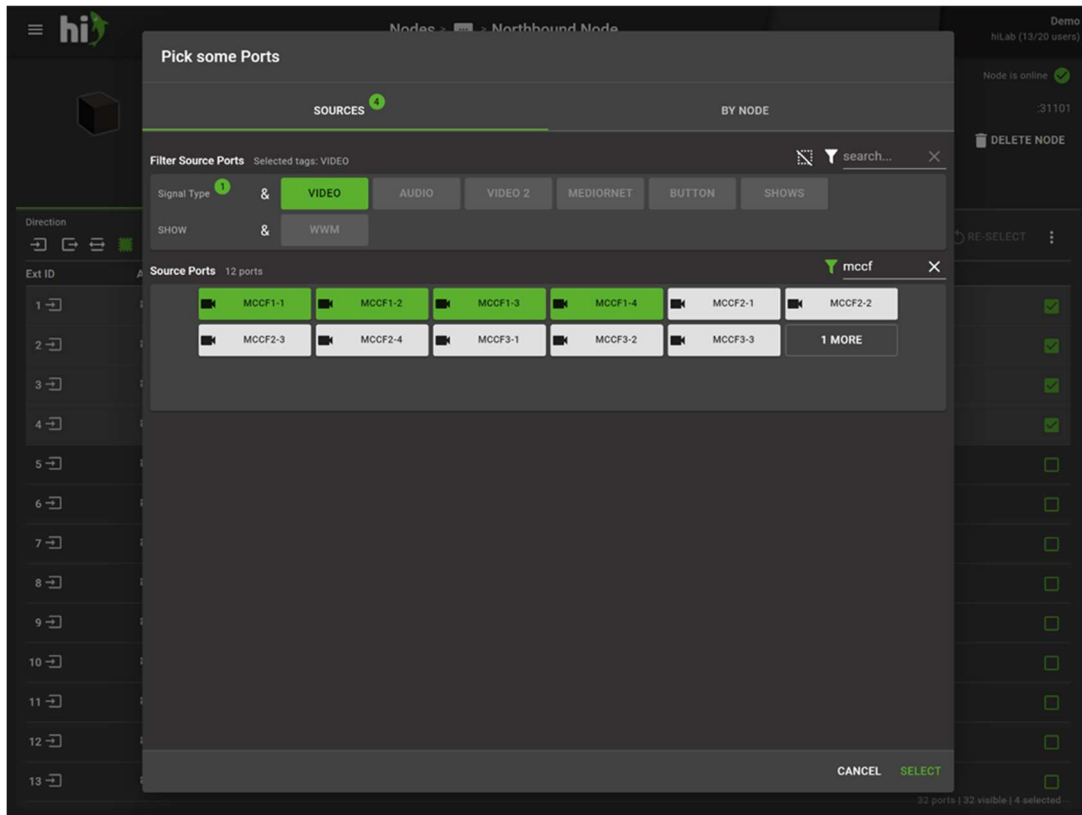 hi
Nodes > ... > Northbound Node
Demo
hiLab (13/20 users)
Pick some Ports
Node is online
SOURCES 4
BY NODE
:31101
DELETE NODE
Filter Source Ports Selected tags: VIDEO
search...
Signal Type 1 & VIDEO AUDIO VIDEO 2 MEDIORNET BUTTON SHOWS
SHOW & WWM
Direction
RE-SELECT
Ext ID
Source Ports 12 ports
mccf
MCCF1-1 MCCF1-2 MCCF1-3 MCCF1-4 MCCF2-1 MCCF2-2
MCCF2-3 MCCF2-4 MCCF3-1 MCCF3-2 MCCF3-3 1 MORE
1
2
3
4
5
6
7
8
9
10
11
12
13
CANCEL SELECT
32 ports | 32 visible | 4 selected